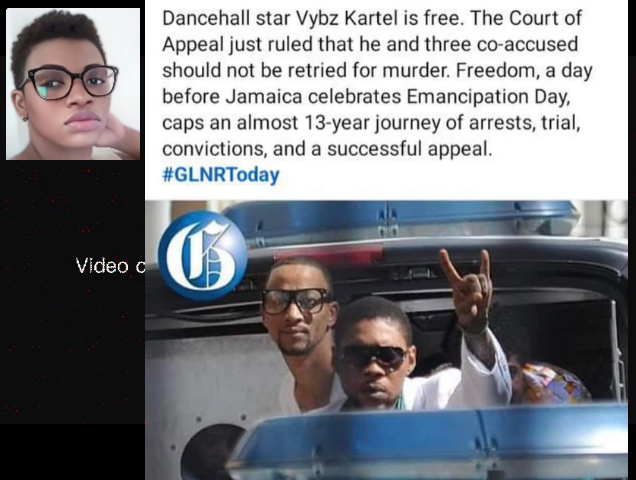 Dancehall star Vybz Kartel is free. The Court of
Appeal just ruled that he and three co-accused
should not be retried for murder. Freedom, a day
before Jamaica celebrates Emancipation Day,
caps an almost 13-year journey of arrests, trial,
convictions, and a successful appeal.
#GLNRToday
G
Video c